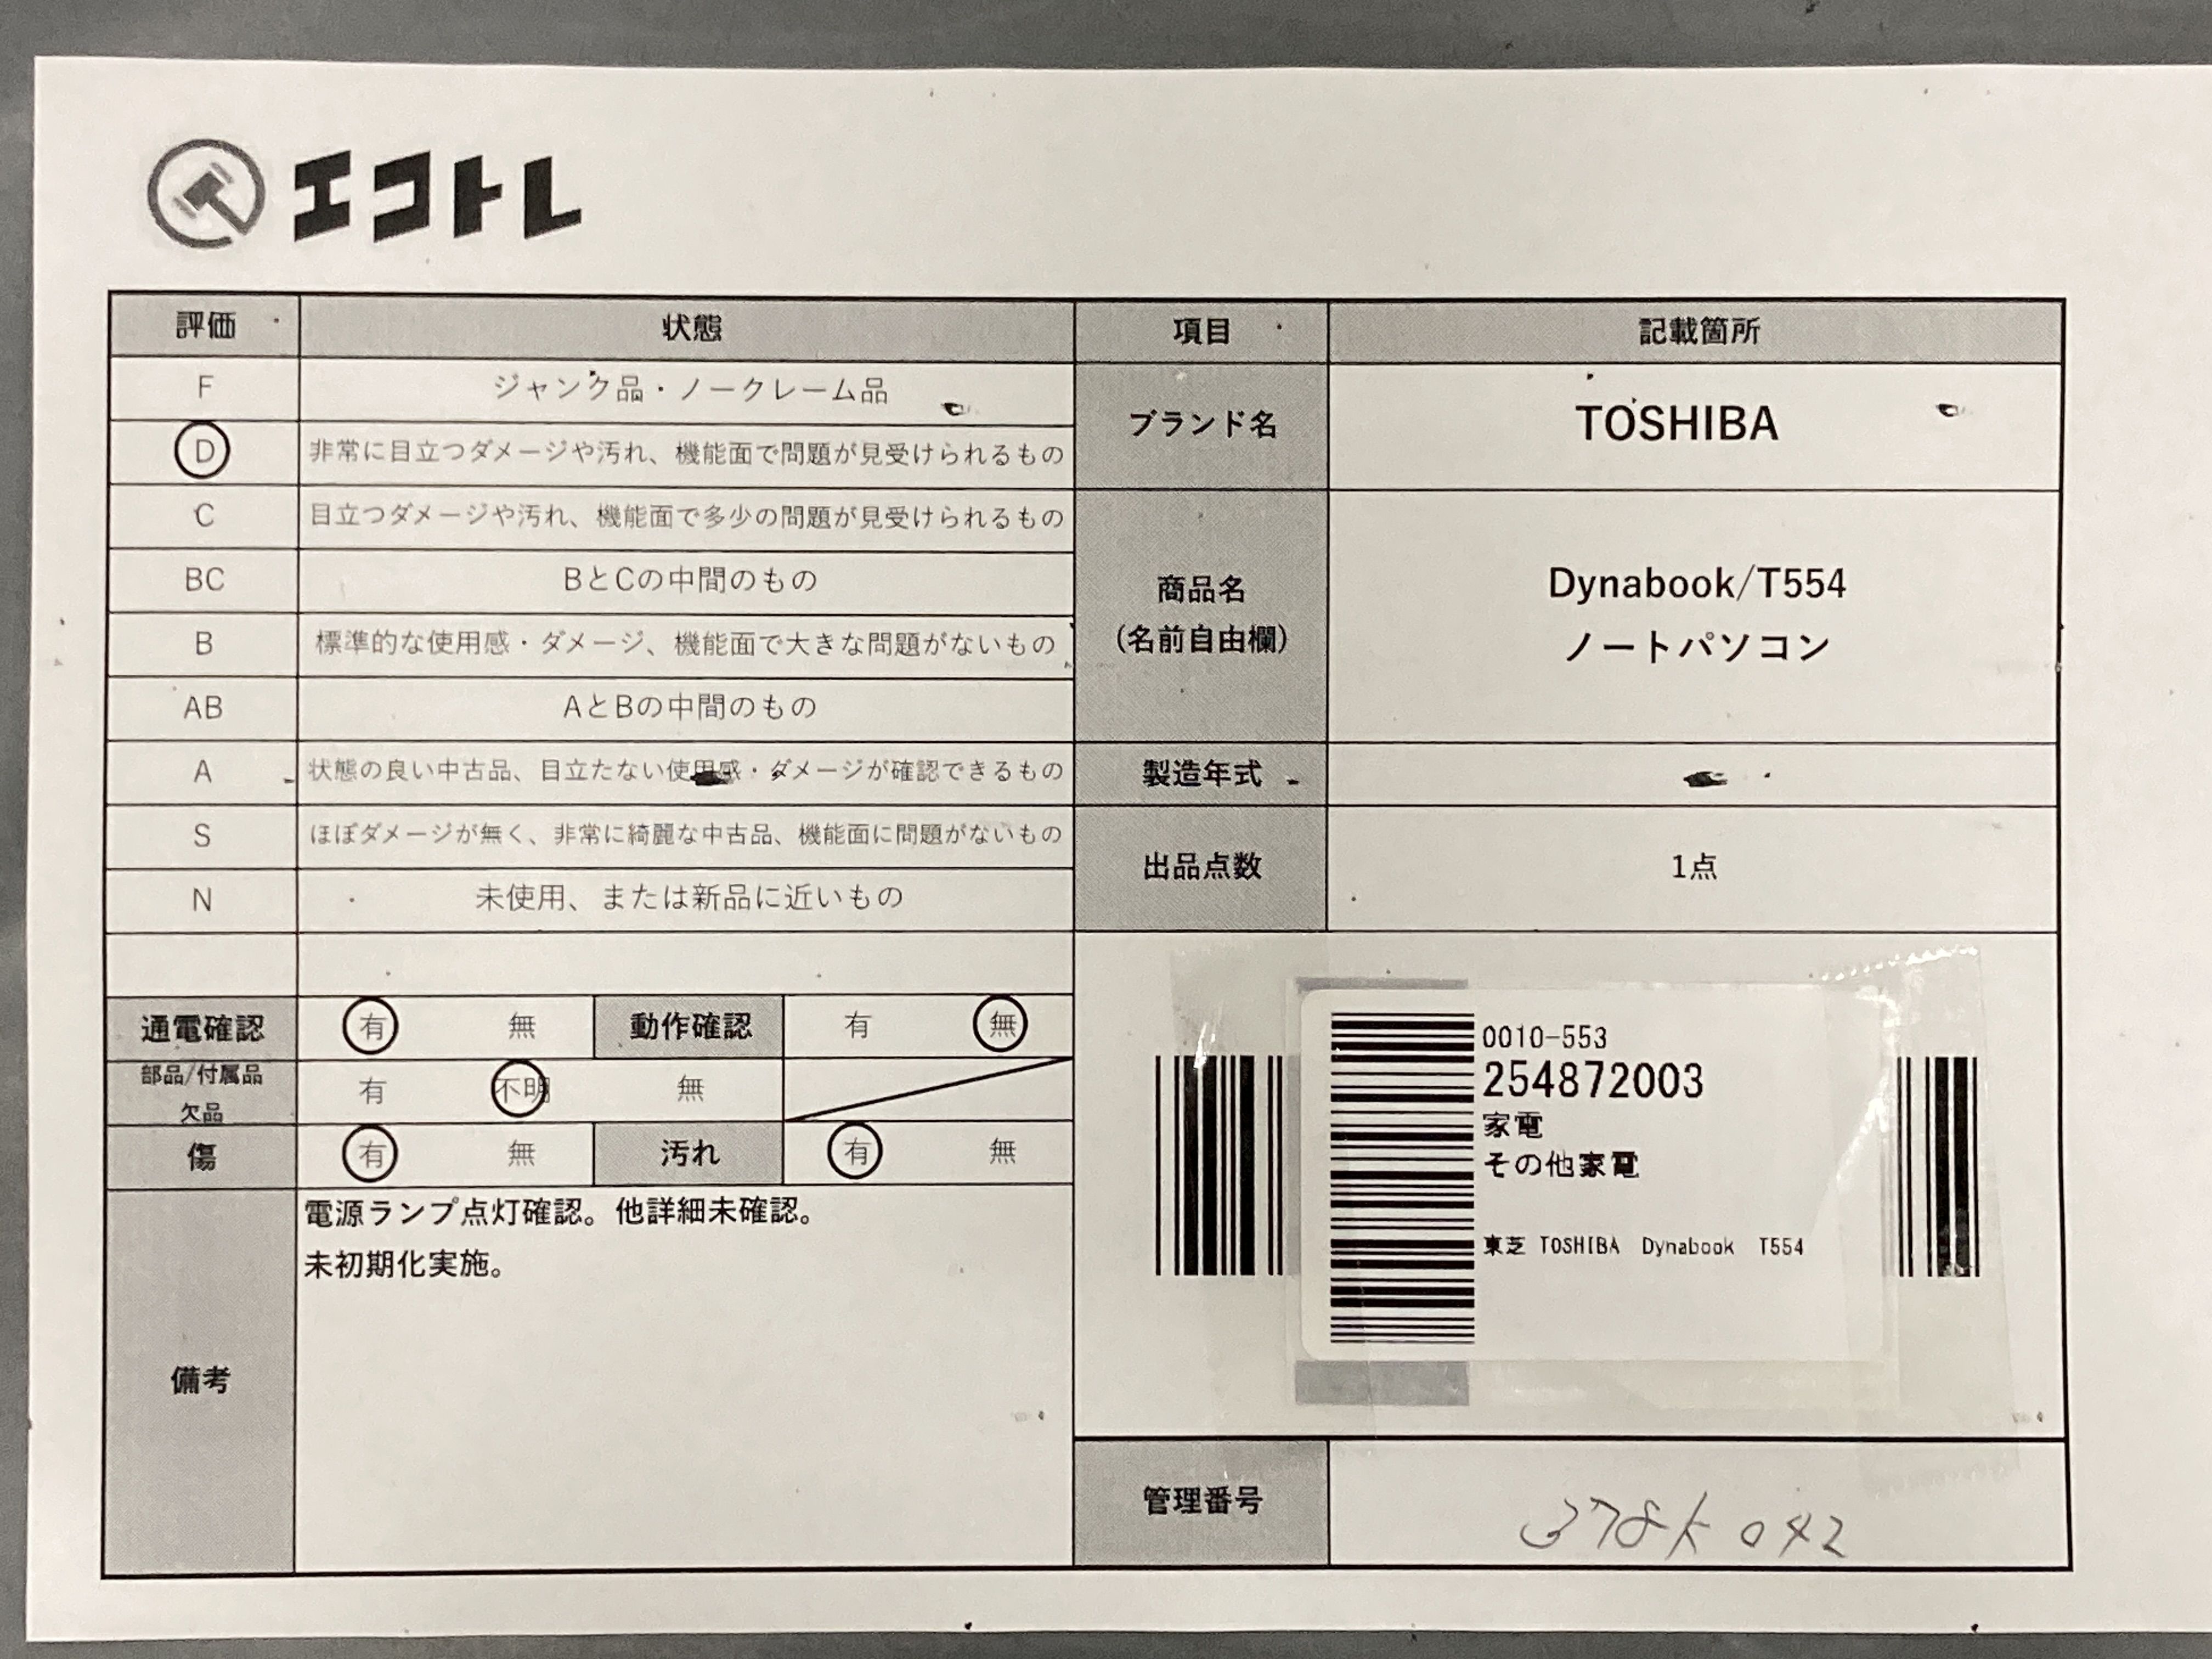 エコトレ
評価 状態 項目 記載箇所
F ジャンク品・ノークレーム品
D 非常に目立つダメージや汚れ、機能面で問題が見受けられるもの
C 目立つダメージや汚れ、機能面で多少の問題が見受けられるもの
BC BとCの中間のもの
B 標準的な使用感・ダメージ、機能面で大きな問題がないもの
AB AとBの中間のもの
A 状態の良い中古品、目立たない使用感・ダメージが確認できるもの
S ほぼダメージが無く、非常に綺麗な中古品、機能面に問題がないもの
N 未使用、または新品に近いもの
ブランド名 TOSHIBA
商品名
(名前自由欄)
Dynabook/T554
ノートパソコン
製造年式
出品点数 1点
通電確認 有 無 動作確認 有 無
部品/付属品
欠品
有 不明 無
傷 有 無 汚れ 有 無
備考
電源ランプ点灯確認。他詳細未確認。
未初期化実施。
0010-553
254872003
家電
その他家電
東芝 TOSHIBA Dynabook T554
管理番号